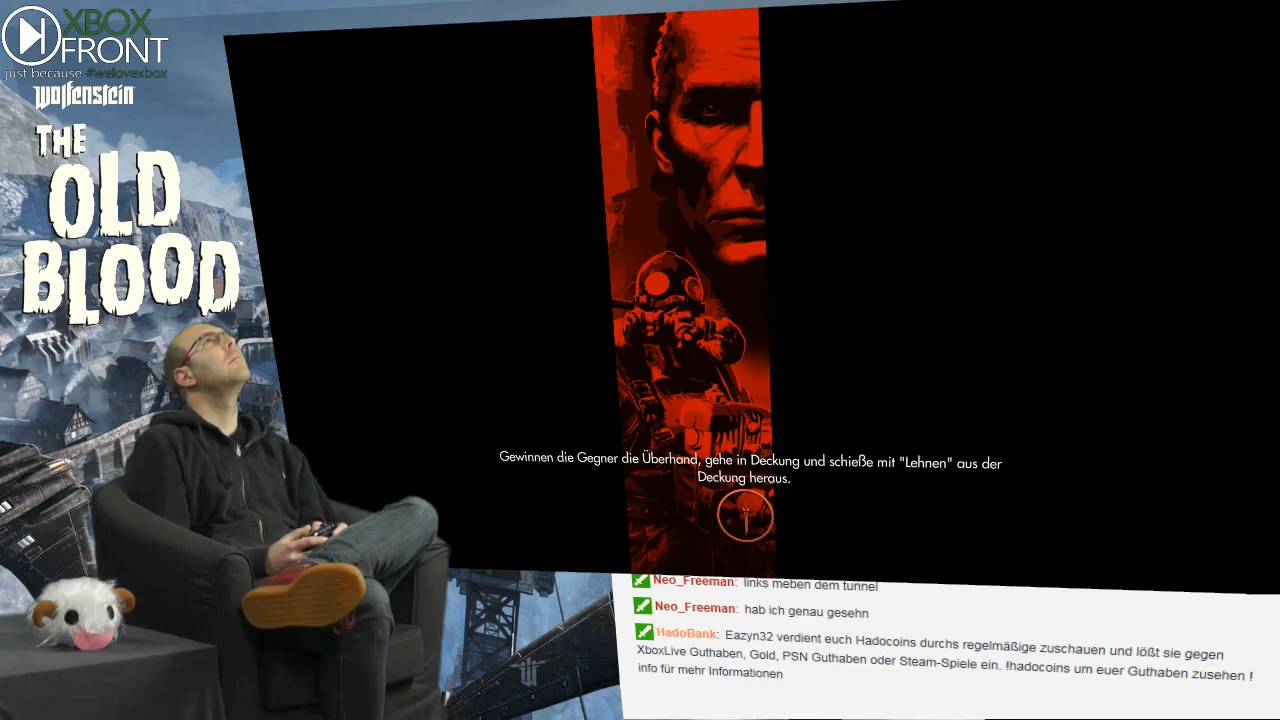 XBOX
FRONT
just because #welovexbox
Wolfenstein
THE
OLD
BLOOD™
Gewinnen die Gegner die Überhand, gehe in Deckung und schieße mit "Lehnen" aus der
Deckung heraus.
Neo_Freeman: links meben dem tunnel
Neo_Freeman: hab ich genau gesehn
HadoBank: Eazyn32 verdient euch Hadocoins durchs regelmäßige zuschauen und lößt sie gegen
XboxLive Guthaben, Gold, PSN Guthaben oder Steam-Spiele ein. !hadocoins um euer Guthaben zusehen !
info für mehr Informationen